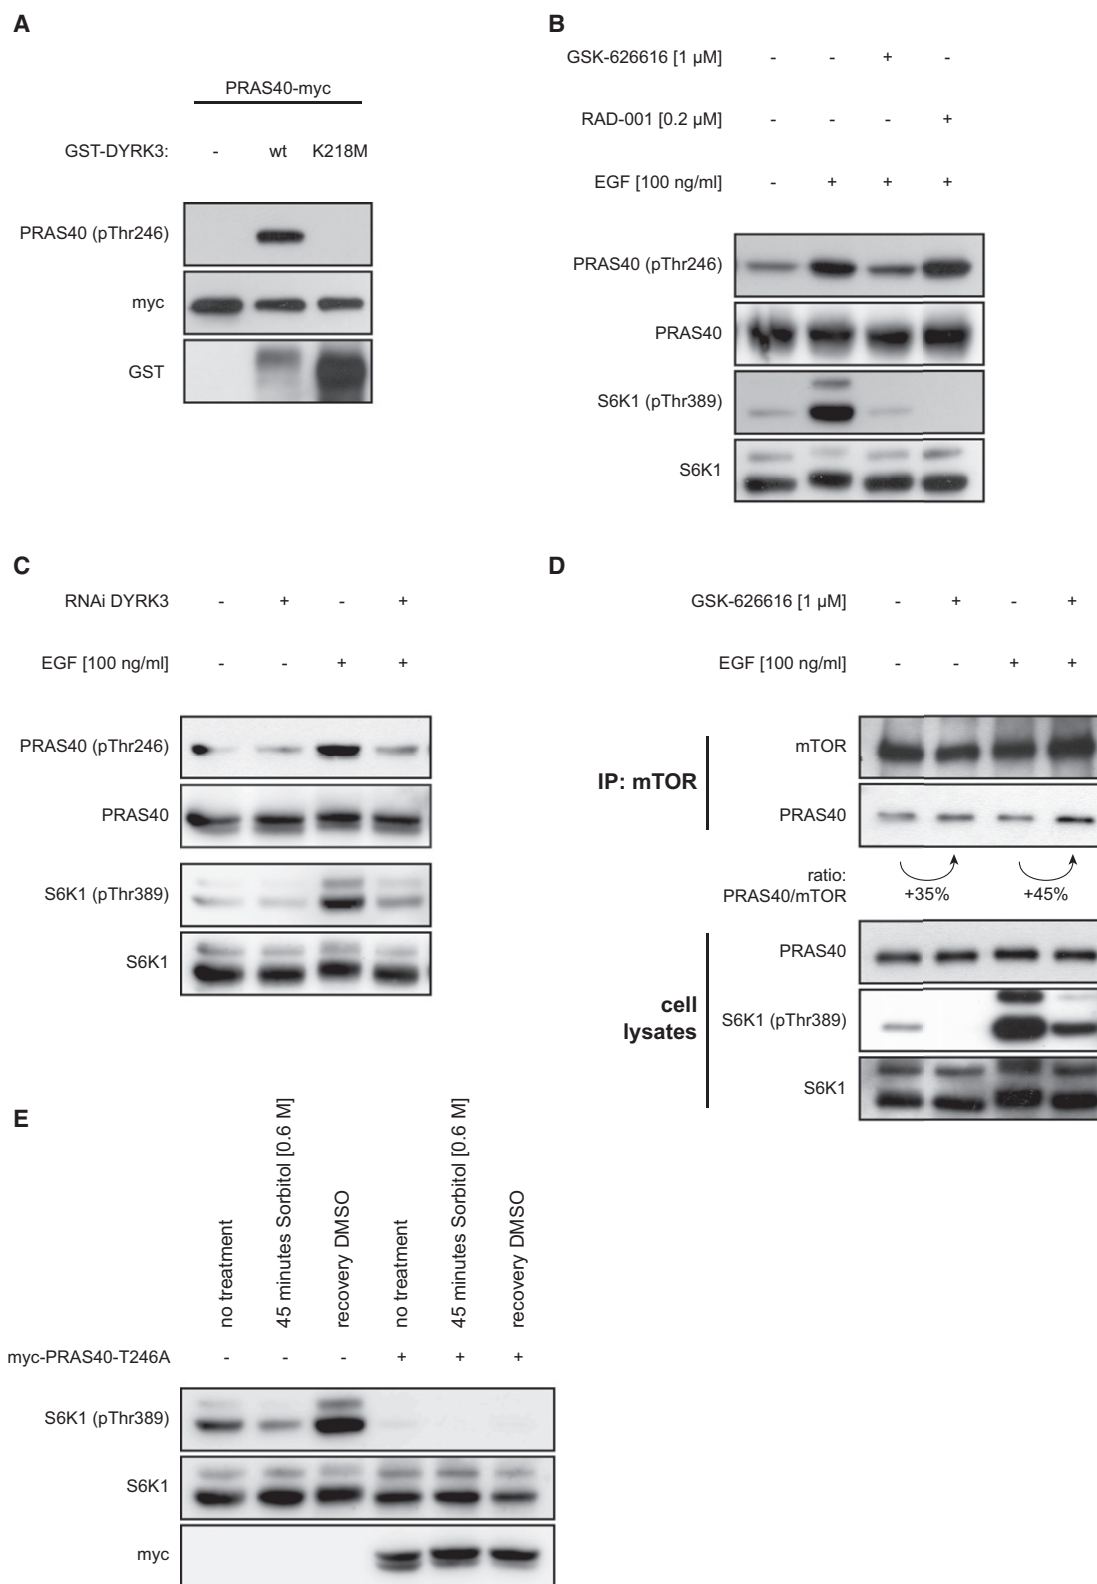 A
PRAS40-myc
GST-DYRK3: - wt K218M
PRAS40 (pThr246)
myc
GST
B
GSK-626616 [1 µM] - - + -
RAD-001 [0.2 µM] - - - +
EGF [100 ng/ml] - + + +
PRAS40 (pThr246)
PRAS40
S6K1 (pThr389)
S6K1
C
RNAi DYRK3 - + - +
EGF [100 ng/ml] - - + +
PRAS40 (pThr246)
PRAS40
S6K1 (pThr389)
S6K1
D
GSK-626616 [1 µM] - + - +
EGF [100 ng/ml] - - + +
IP: mTOR
mTOR
PRAS40
ratio:
PRAS40/mTOR +35% +45%
cell
lysates
PRAS40
S6K1 (pThr389)
S6K1
E
no treatment
45 minutes Sorbitol [0.6 M]
recovery DMSO
no treatment
45 minutes Sorbitol [0.6 M]
recovery DMSO
myc-PRAS40-T246A - - - + + +
S6K1 (pThr389)
S6K1
myc